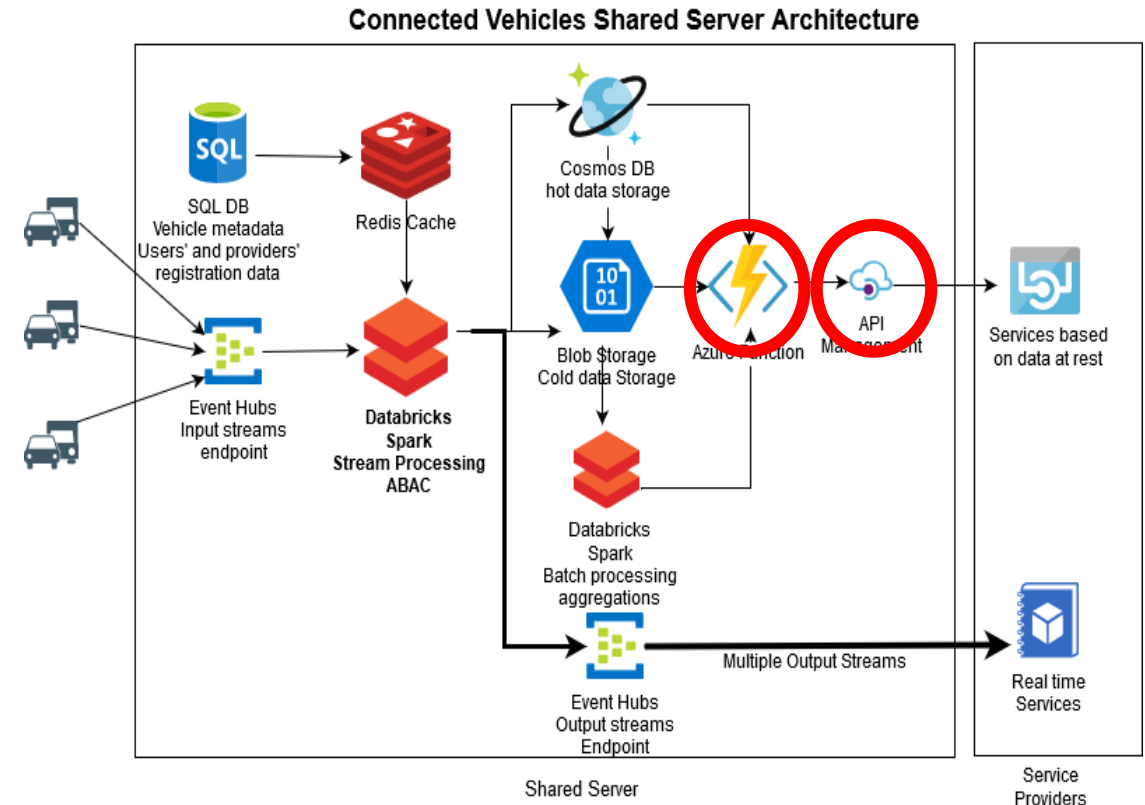 Connected Vehicles Shared Server Architecture
SQL
SQL DB
Vehicle metadata
Users' and providers'
registration data
Redis Cache
Cosmos DB
hot data storage
10
01
Blob Storage
Cold data Storage
Azure Function
API
Management
Services based
on data at rest
Event Hubs
Input streams
endpoint
Databricks
Spark
Stream Processing
ABAC
Databricks
Spark
Batch processing
aggregations
Multiple Output Streams
Event Hubs
Output streams
Endpoint
Real time
Services
Shared Server
Service
Providers